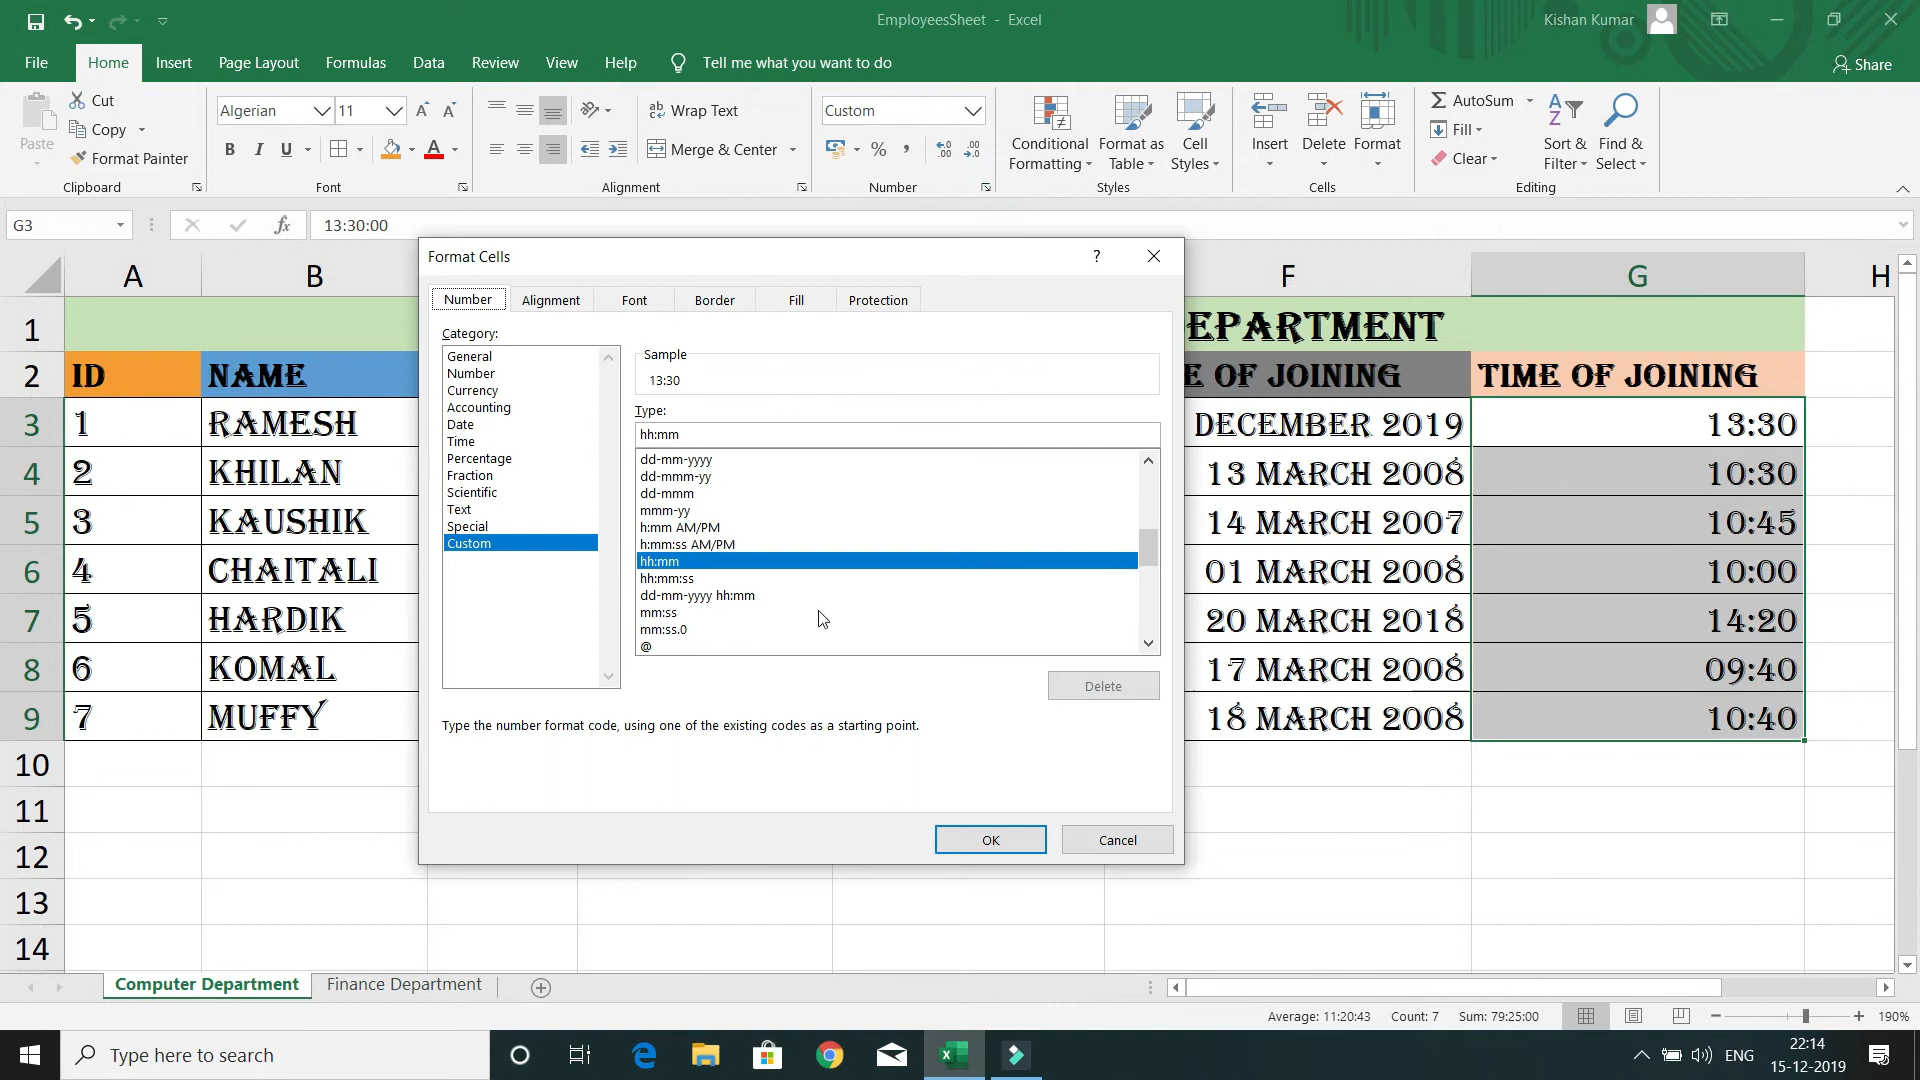 EmployeesSheet - Excel
Kishan Kumar
File Home Insert Page Layout Formulas Data Review View Help Tell me what you want to do Share
Paste
Cut
Copy
Format Painter
Clipboard
Algerian 11
B I U
Font
Wrap Text
Merge & Center
Alignment
Custom
Number
Conditional Formatting
Format as Table
Cell Styles
Styles
Insert Delete Format
Cells
AutoSum
Fill
Clear
Sort & Filter
Find & Select
Editing
G3 fx 13:30:00
A B F G H
1 EPARTMENT
2 ID NAME E OF JOINING TIME OF JOINING
3 1 RAMESH DECEMBER 2019 13:30
4 2 KHILAN 13 MARCH 2008 10:30
5 3 KAUSHIK 14 MARCH 2007 10:45
6 4 CHAITALI 01 MARCH 2008 10:00
7 5 HARDIK 20 MARCH 2018 14:20
8 6 KOMAL 17 MARCH 2008 09:40
9 7 MUFFY 18 MARCH 2008 10:40
10
11
12
13
14
Format Cells ?
Number Alignment Font Border Fill Protection
Category:
General
Number
Currency
Accounting
Date
Time
Percentage
Fraction
Scientific
Text
Special
Custom
Sample
13:30
Type:
hh:mm
dd-mm-yyyy
dd-mmm-yy
dd-mmm
mmm-yy
h:mm AM/PM
h:mm:ss AM/PM
hh:mm
hh:mm:ss
dd-mm-yyyy hh:mm
mm:ss
mm:ss.0
@
Delete
Type the number format code, using one of the existing codes as a starting point.
OK Cancel
Computer Department Finance Department
Average: 11:20:43 Count: 7 Sum: 79:25:00 190%
Type here to search
ENG
22:14
15-12-2019